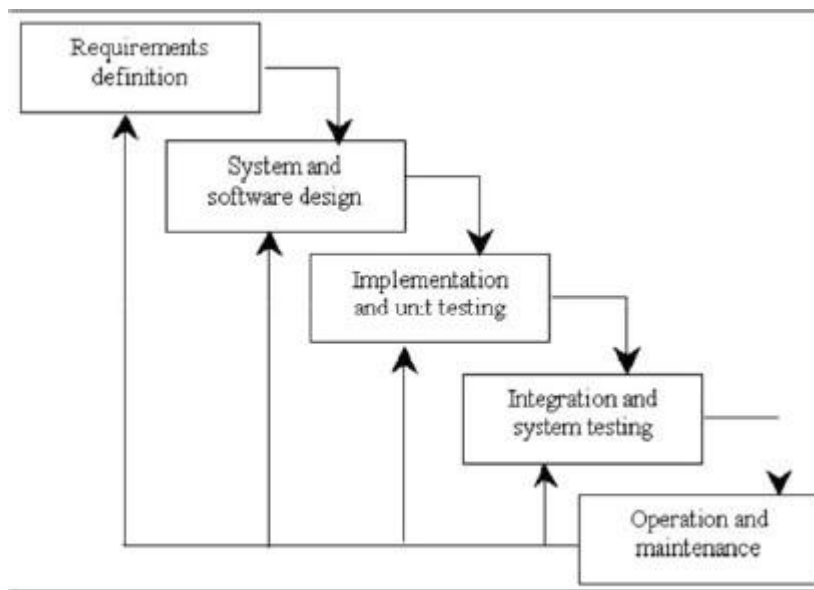 Requirements
definition
System and
software design
Implementation
and un:t testing
Integration and
system testing
Operation and
maintenance